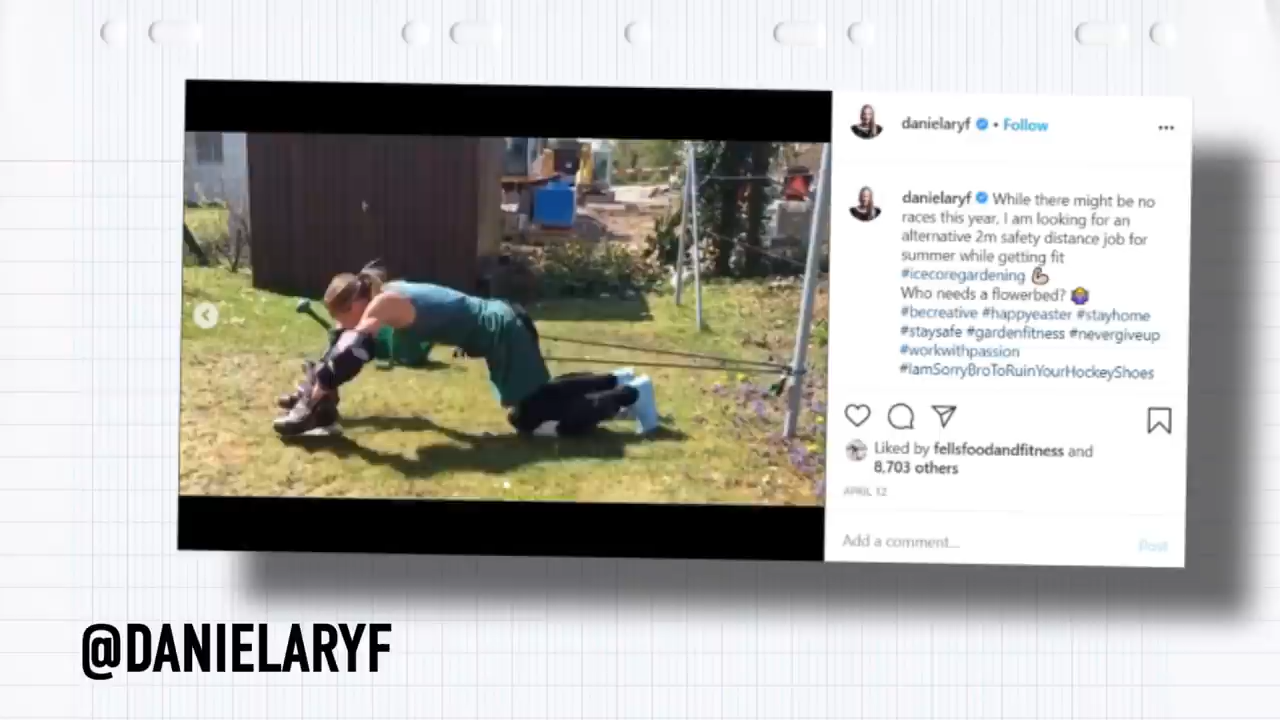 danielaryf • Follow
danielaryf While there might be no
races this year, I am looking for an
alternative 2m safety distance job for
summer while getting fit
#icecoregardening 💪
Who needs a flowerbed?
#becreative #happyeaster #stayhome
#staysafe #gardenfitness #nevergiveup
#workwithpassion
#IamSorryBroToRuinYourHockeyShoes
Liked by fellsfoodandfitness and
8,703 others
APRIL 12
Add a comment...
Post
@DANIELARYF